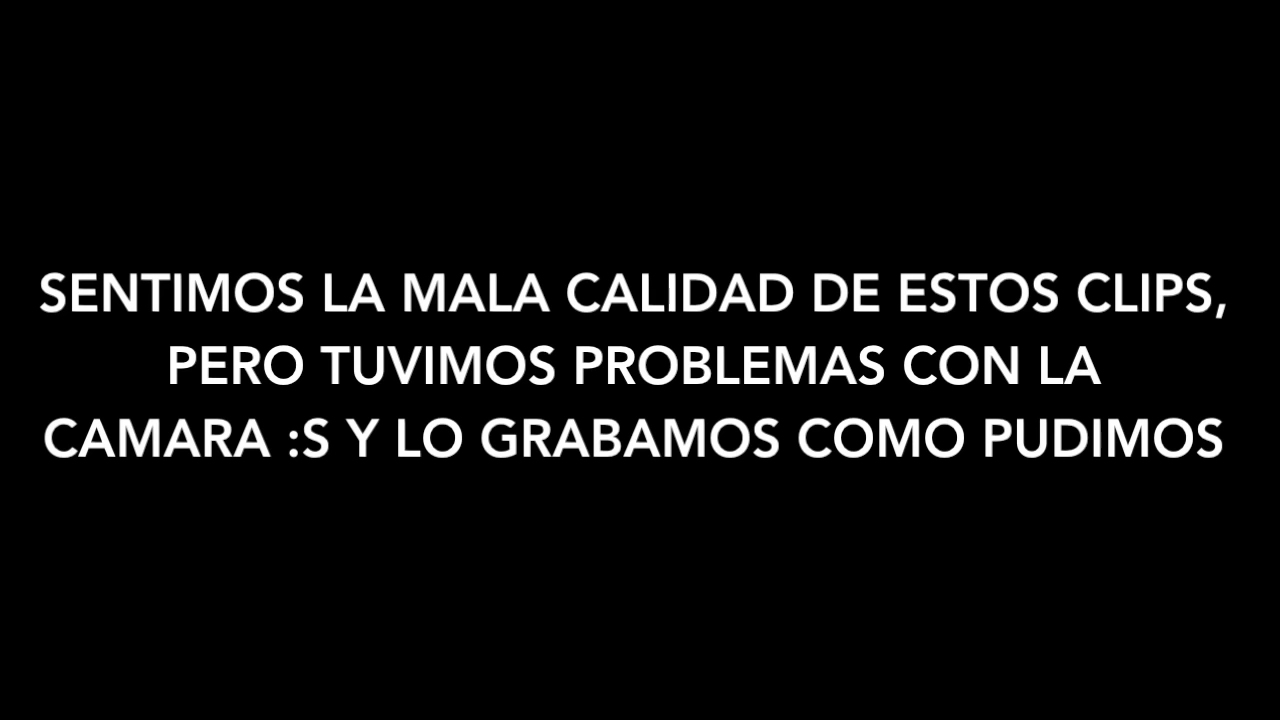 SENTIMOS LA MALA CALIDAD DE ESTOS CLIPS,
PERO TUVIMOS PROBLEMAS CON LA
CAMARA :S Y LO GRABAMOS COMO PUDIMOS